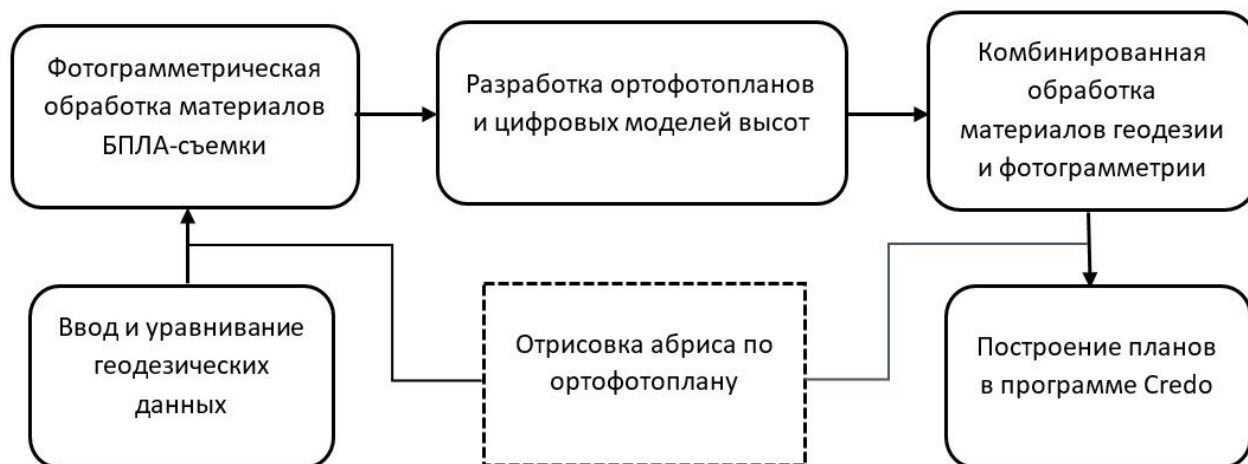 Фотограмметрическая
обработка материалов
БПЛА-съемки
Разработка ортофотопланов
и цифровых моделей высот
Комбинированная
обработка
материалов геодезии
и фотограмметрии
Ввод и уравнивание
геодезических
данных
Отрисовка абриса по
ортофотоплану
Построение планов
в программе Credo